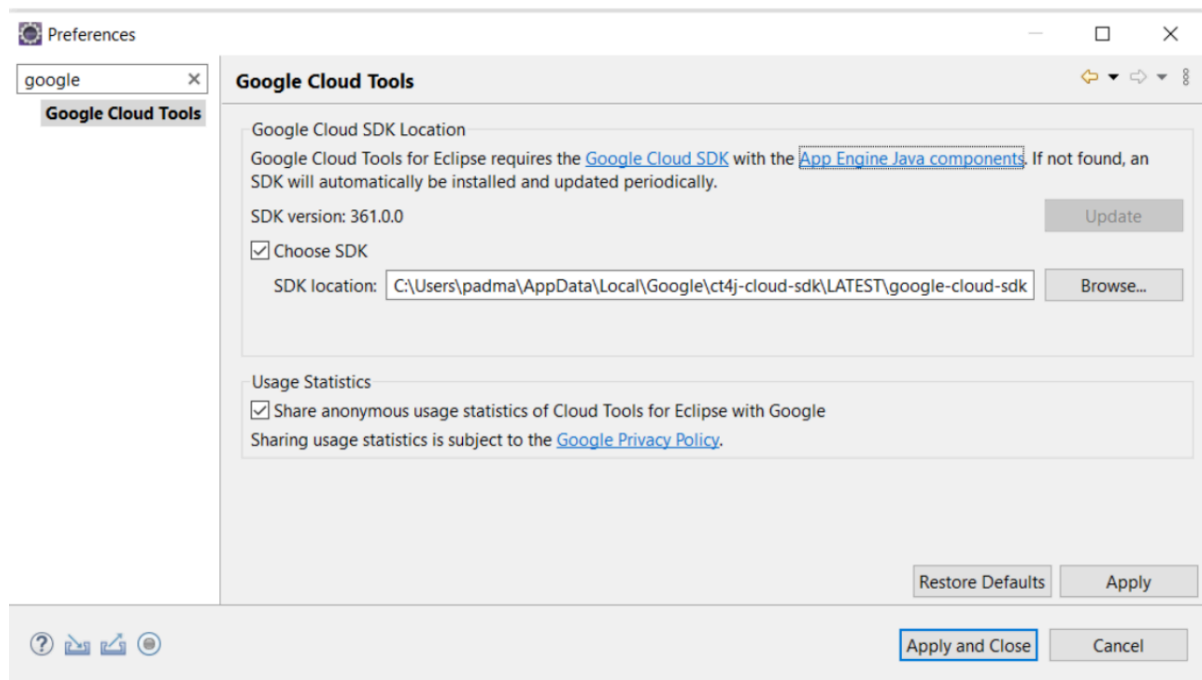 Preferences
google
Google Cloud Tools
Google Cloud Tools
Google Cloud SDK Location
Google Cloud Tools for Eclipse requires the Google Cloud SDK with the App Engine Java components. If not found, an
SDK will automatically be installed and updated periodically.
SDK version: 361.0.0
Update
Choose SDK
SDK location: C:\Users\padma\AppData\Local\Google\ct4j-cloud-sdk\LATEST\google-cloud-sdk
Browse...
Usage Statistics
Share anonymous usage statistics of Cloud Tools for Eclipse with Google
Sharing usage statistics is subject to the Google Privacy Policy.
Restore Defaults
Apply
Apply and Close
Cancel